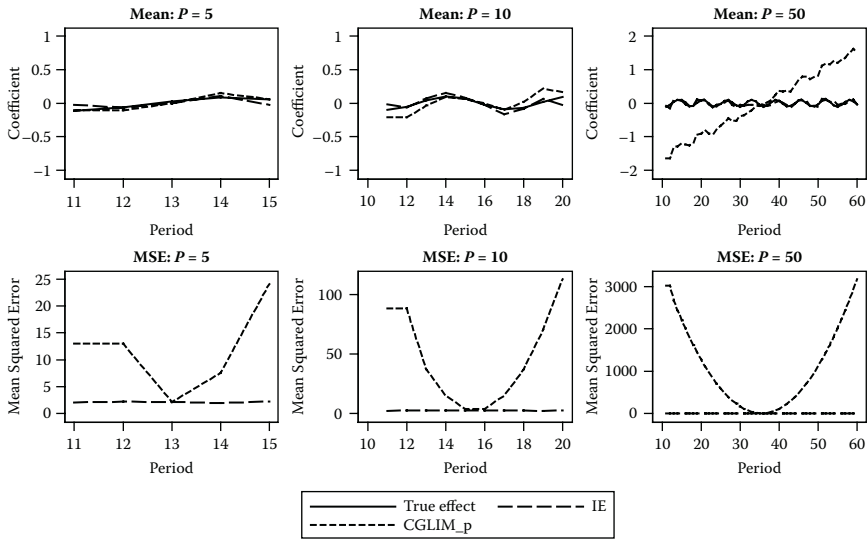 Mean: P = 5
1
0.5
0
−0.5
−1
Coefficient
11 12 13 14 15
Period
Mean: P = 10
1
0.5
0
−0.5
−1
Coefficient
10 12 14 16 18 20
Period
Mean: P = 50
2
1
0
−1
−2
Coefficient
10 20 30 40 50 60
Period
MSE: P = 5
25
20
15
10
5
0
Mean Squared Error
11 12 13 14 15
Period
MSE: P = 10
100
50
0
Mean Squared Error
10 12 14 16 18 20
Period
MSE: P = 50
3000
2000
1000
0
Mean Squared Error
10 20 30 40 50 60
Period
True effect IE
CGLIM_p